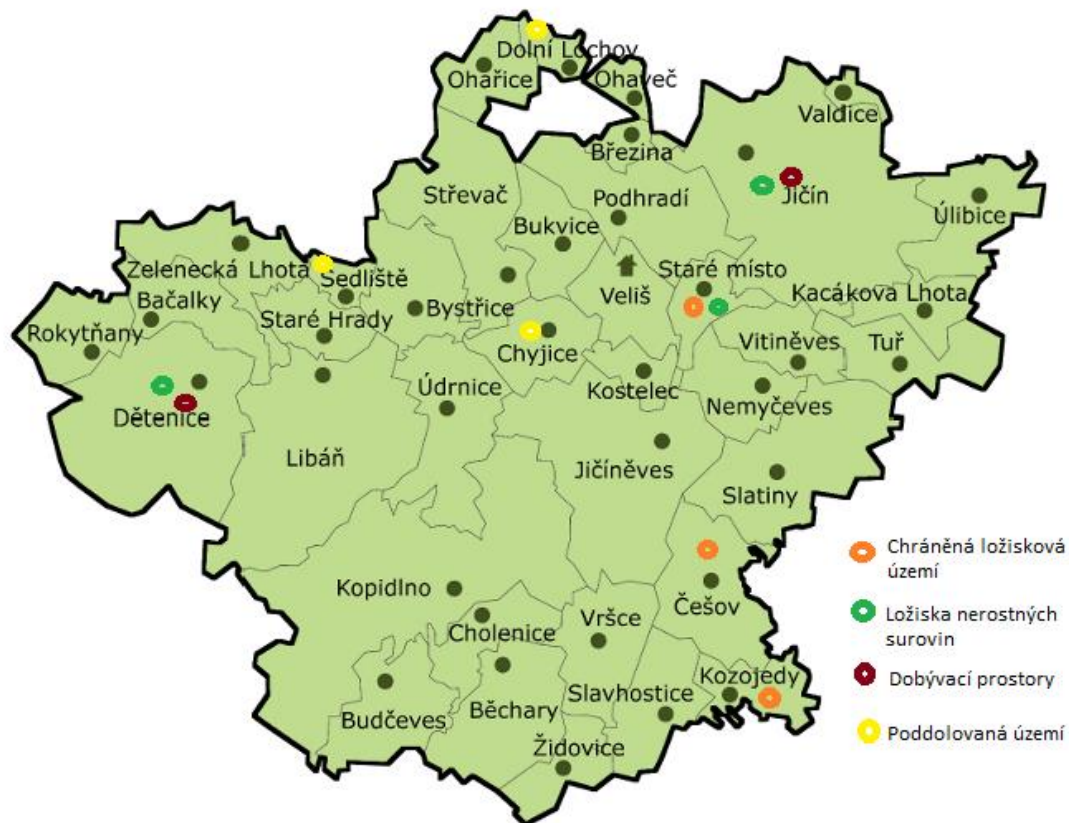 Dolní Lochov
Ohařice
Ohaveč
Valdice
Březina
Střevač
Podhradí
Jičín
Úlibice
Bukvice
Zelenecká Lhota
Sedliště
Staré místo
Veliš
Kacákova Lhota
Bačalky
Bystřice
Rokytňany
Staré Hrady
Chyjice
Vitiněves
Tuř
Údrnice
Kostelec
Nemyčeves
Dětenice
Libáň
Jičíněves
Slatiny
Chráněná ložisková
území
Kopidlno
Češov
Ložiska nerostných
surovin
Cholenice
Vršce
Kozojedy
Dobývací prostory
Slavhostice
Budčeves
Běchary
Poddolovaná území
Židovice